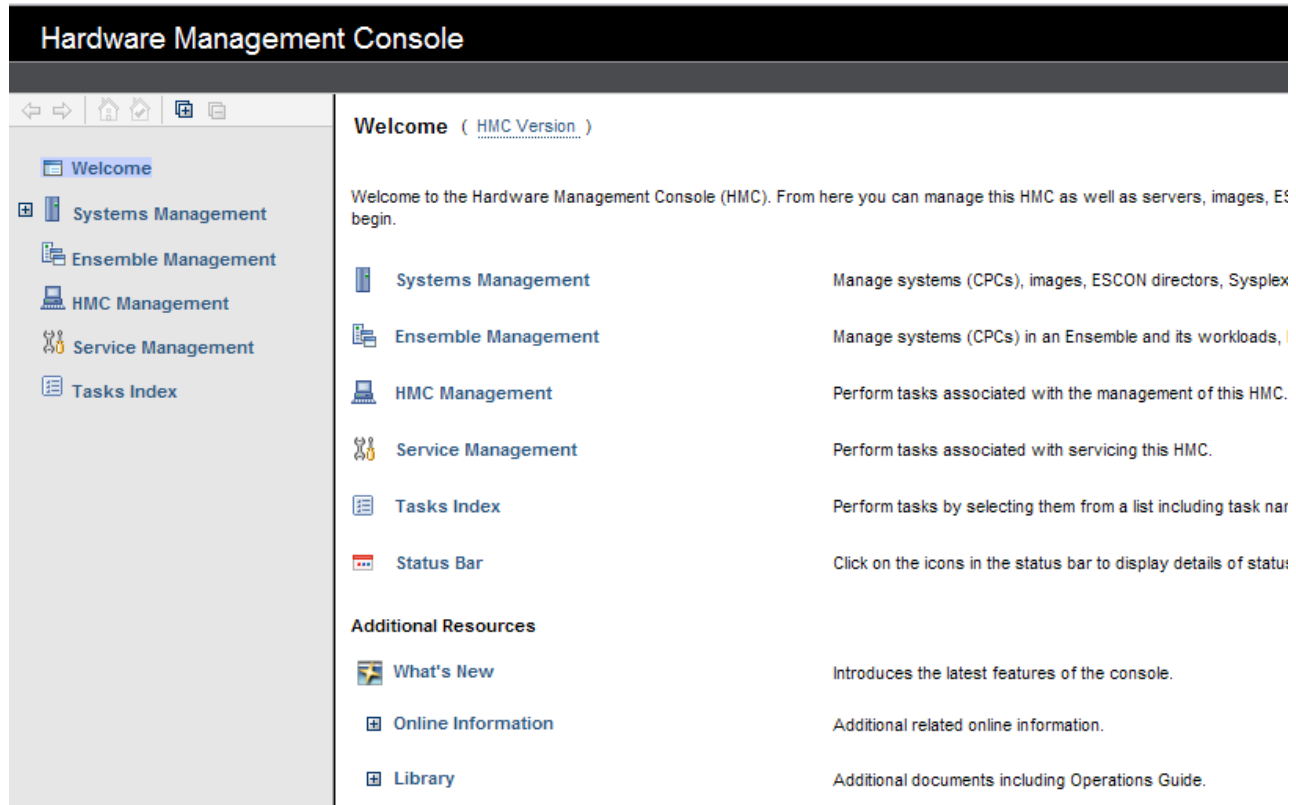 Hardware Management Console
Welcome ( HMC Version )
Welcome
Systems Management
Ensemble Management
HMC Management
Service Management
Tasks Index
Welcome to the Hardware Management Console (HMC). From here you can manage this HMC as well as servers, images,
begin.
Systems Management Manage systems (CPCs), images, ESCON directors, Sysplex
Ensemble Management Manage systems (CPCs) in an Ensemble and its workloads,
HMC Management Perform tasks associated with the management of this HMC.
Service Management Perform tasks associated with servicing this HMC.
Tasks Index Perform tasks by selecting them from a list including task
Status Bar Click on the icons in the status bar to display details of
Additional Resources
What's New Introduces the latest features of the console.
Online Information Additional related online information.
Library Additional documents including Operations Guide.